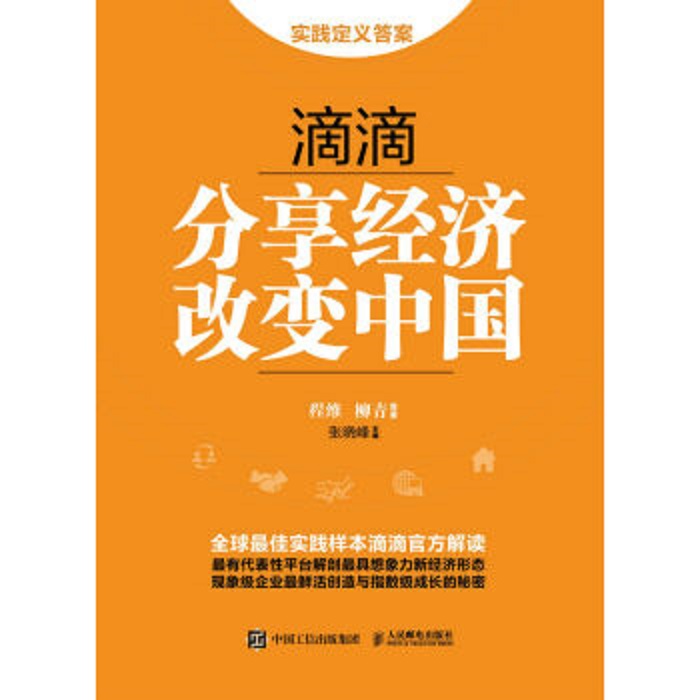 实践定义答案
滴滴
分享经济
改变中国
程维 柳青
张晓峰
全球最佳实践样本滴滴官方解读
最有代表性平台解剖最具想象力新经济形态
现象级企业最鲜活创造与指数级成长的秘密
中国工信出版集团 人民邮电出版社
POSTS & TELECOM PRESS